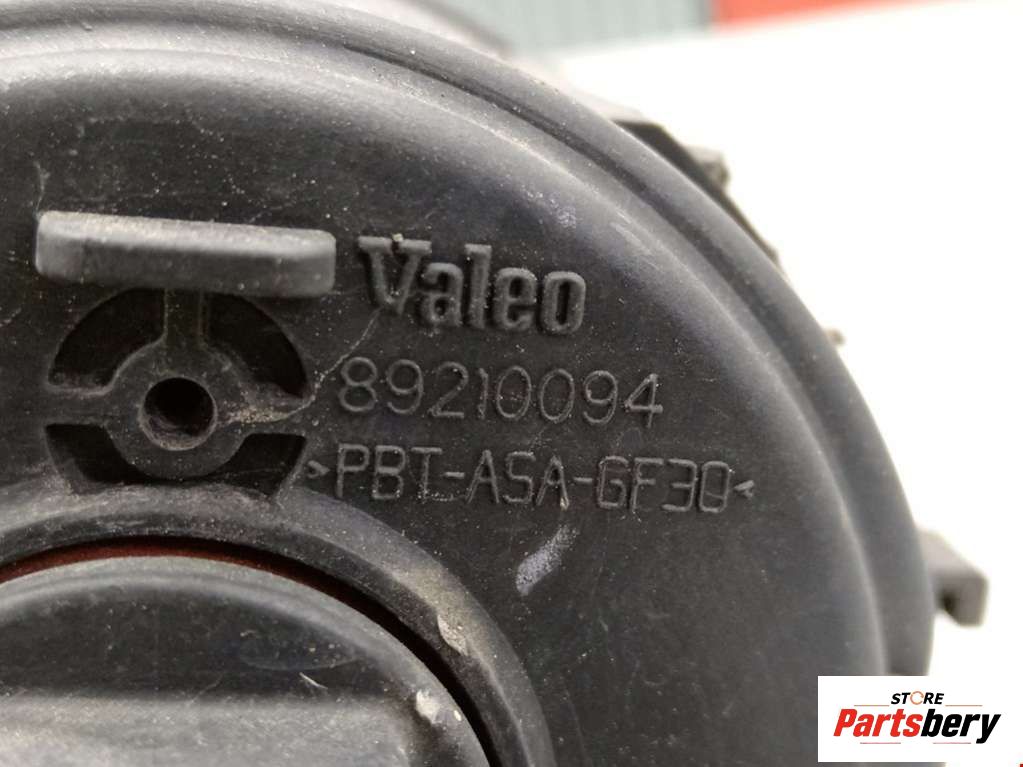 Valeo
89210094
>PBT-ASA-GF30<
STORE
Partsbery